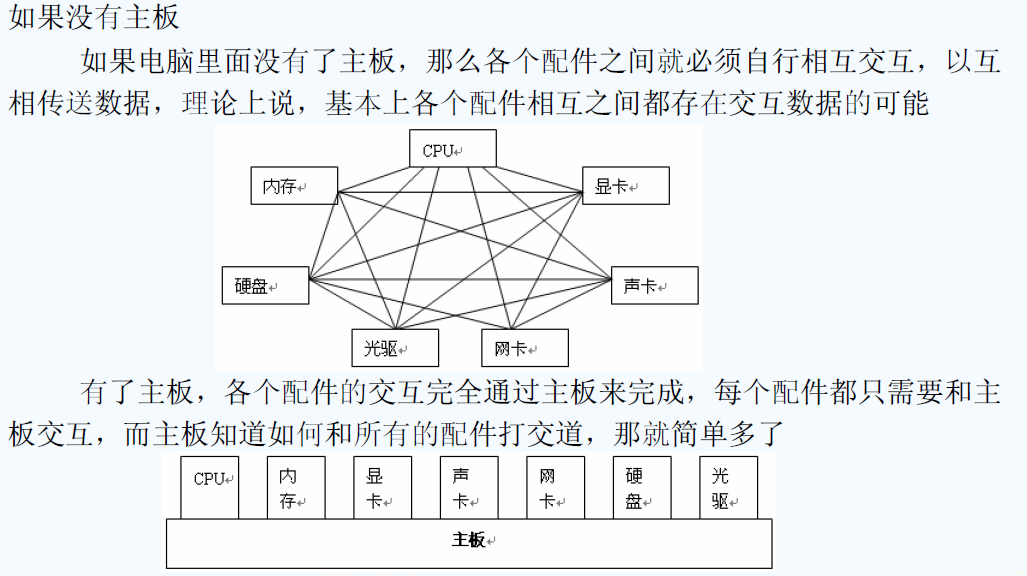 如果没有主板
如果电脑里面没有了主板，那么各个配件之间就必须自行相互交互，以互
相传送数据，理论上说，基本上各个配件相互之间都存在交互数据的可能
CPU
内存
显卡
硬盘
声卡
光驱
网卡
有了主板，各个配件的交互完全通过主板来完成，每个配件都只需要和主
板交互，而主板知道如何和所有的配件打交道，那就简单多了
CPU
内
存
显
卡
声
卡
网
卡
硬
盘
光
驱
主板